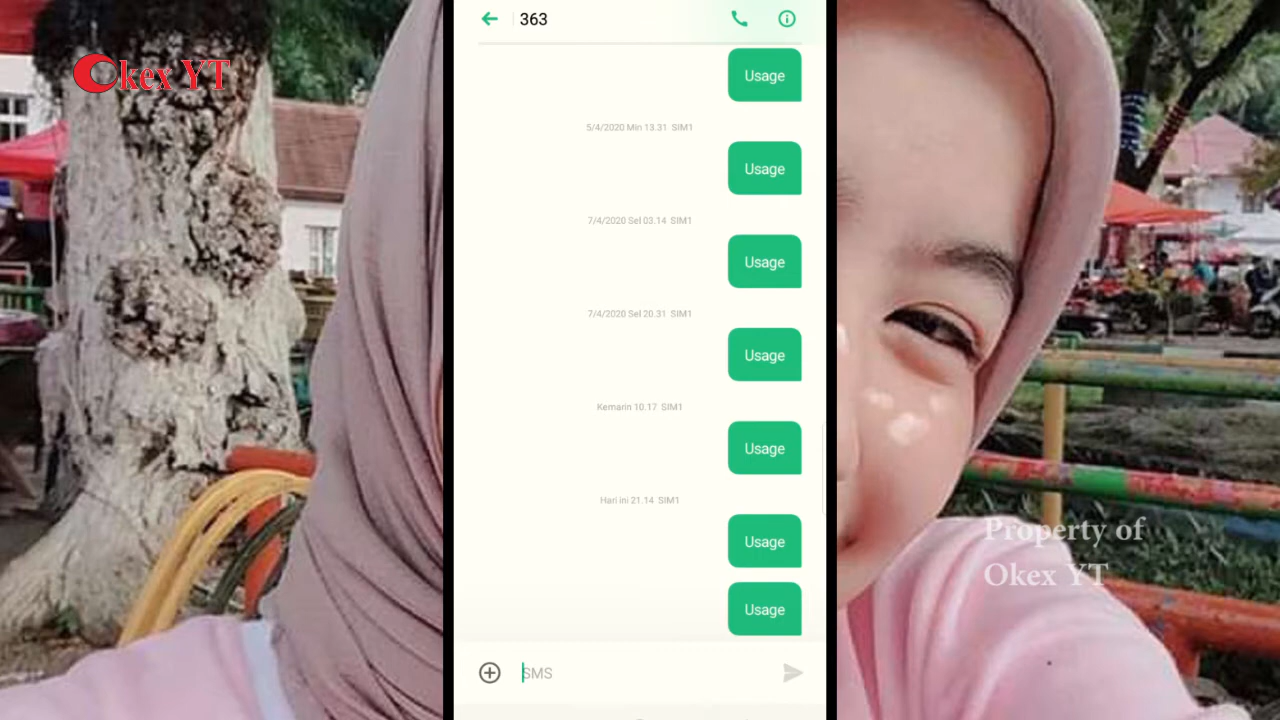 Okex YT
363
Usage
5/4/2020 Min 13.31 SIM1
Usage
7/4/2020 Sel 03.14 SIM1
Usage
7/4/2020 Sel 20.31 SIM1
Usage
Kemarin 10.17 SIM1
Usage
Hari ini 21.14 SIM1
Usage
Usage
SMS
Property of
Okex YT